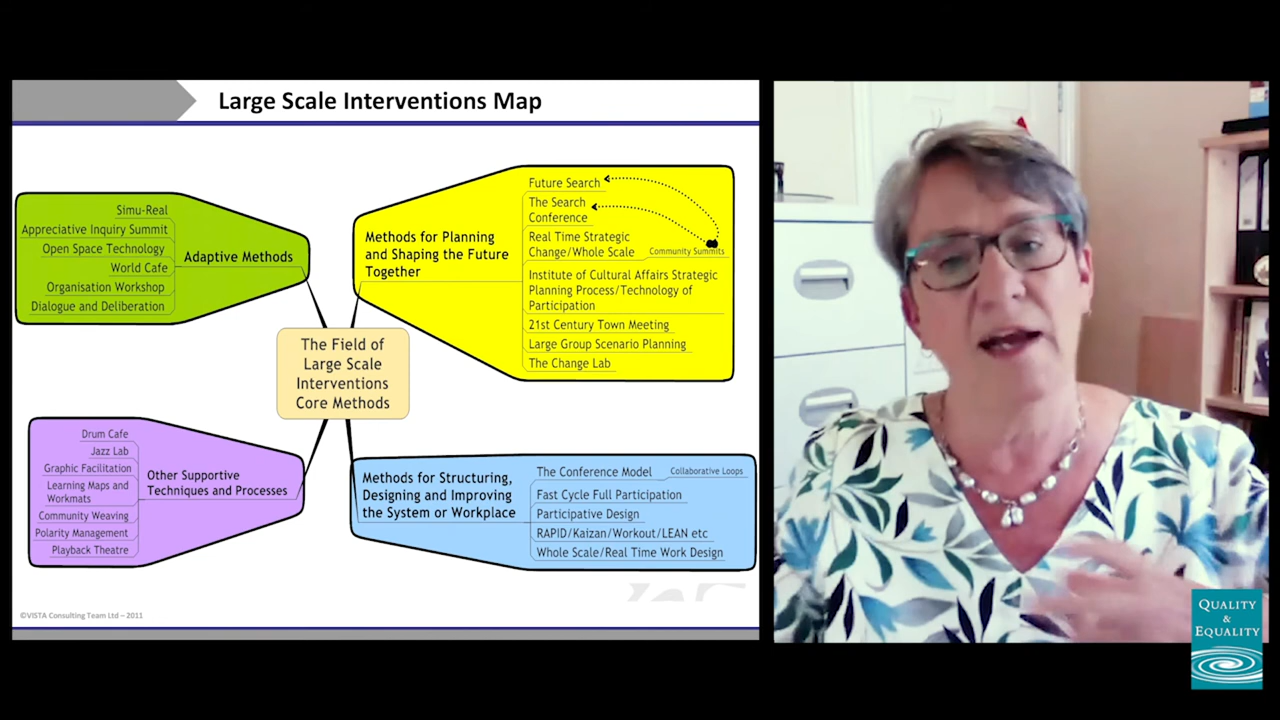 Large Scale Interventions Map
Simu-Real
Appreciative Inquiry Summit
Open Space Technology
World Cafe
Organisation Workshop
Dialogue and Deliberation
Adaptive Methods
Methods for Planning
and Shaping the Future
Together
Future Search
The Search
Conference
Real Time Strategic
Change/Whole Scale
Community Summits
Institute of Cultural Affairs Strategic
Planning Process/Technology of
Participation
21st Century Town Meeting
Large Group Scenario Planning
The Change Lab
The Field of
Large Scale
Interventions
Core Methods
Drum Cafe
Jazz Lab
Graphic Facilitation
Learning Maps and
Workmats
Community Weaving
Polarity Management
Playback Theatre
Other Supportive
Techniques and Processes
Methods for Structuring,
Designing and Improving
the System or Workplace
The Conference Model
Collaborative Loops
Fast Cycle Full Participation
Participative Design
RAPID/Kaizan/Workout/LEAN etc
Whole Scale/Real Time Work Design
©VISTA Consulting Team Ltd – 2011
QUALITY
&
EQUALITY